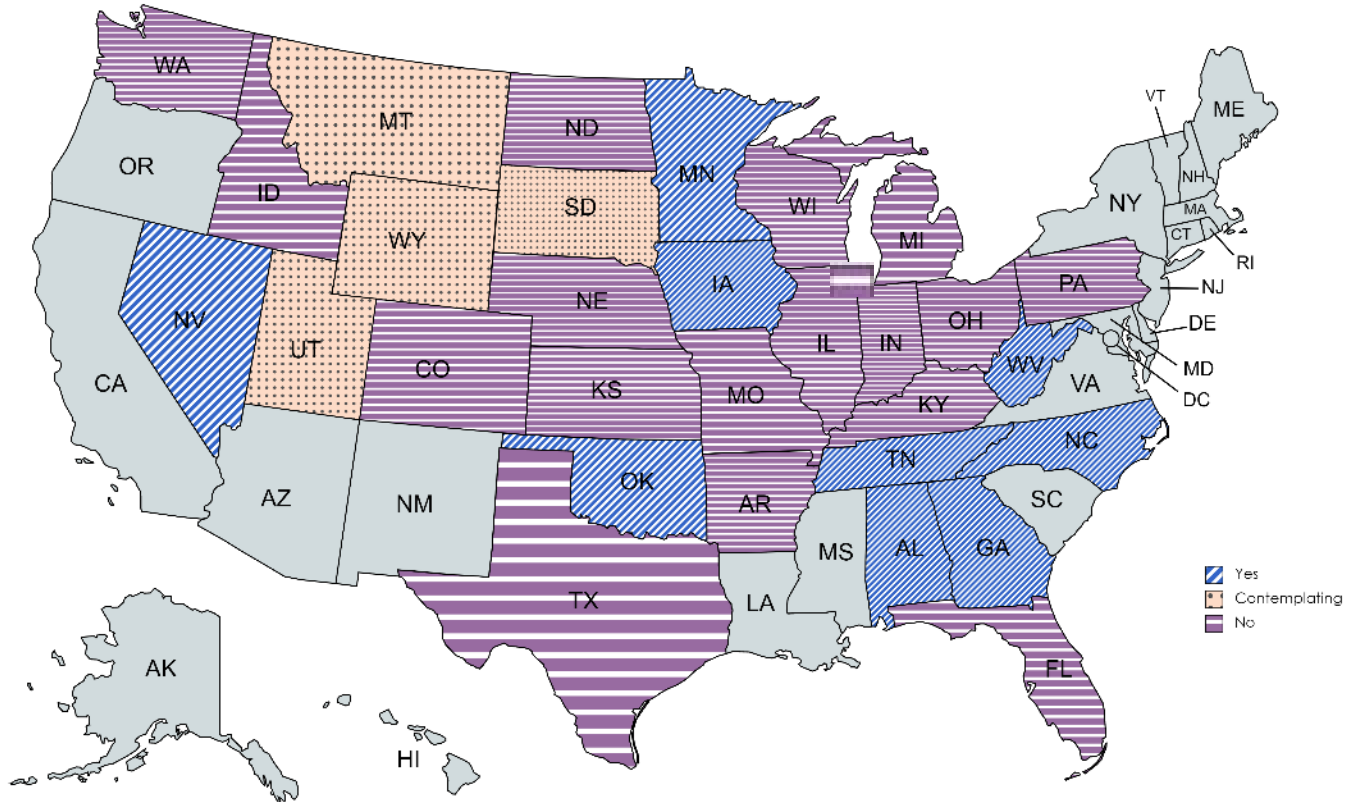 WA
MT
ND
MN
OR
ID
WY
SD
WI
MI
VT
ME
NH
NY
MA
CT
RI
NV
UT
CO
NE
IA
IL
IN
OH
PA
NJ
DE
MD
DC
CA
KS
MO
KY
WV
VA
AZ
NM
OK
AR
TN
NC
SC
MS
AL
GA
TX
LA
FL
AK
HI
Yes
Contemplating
No